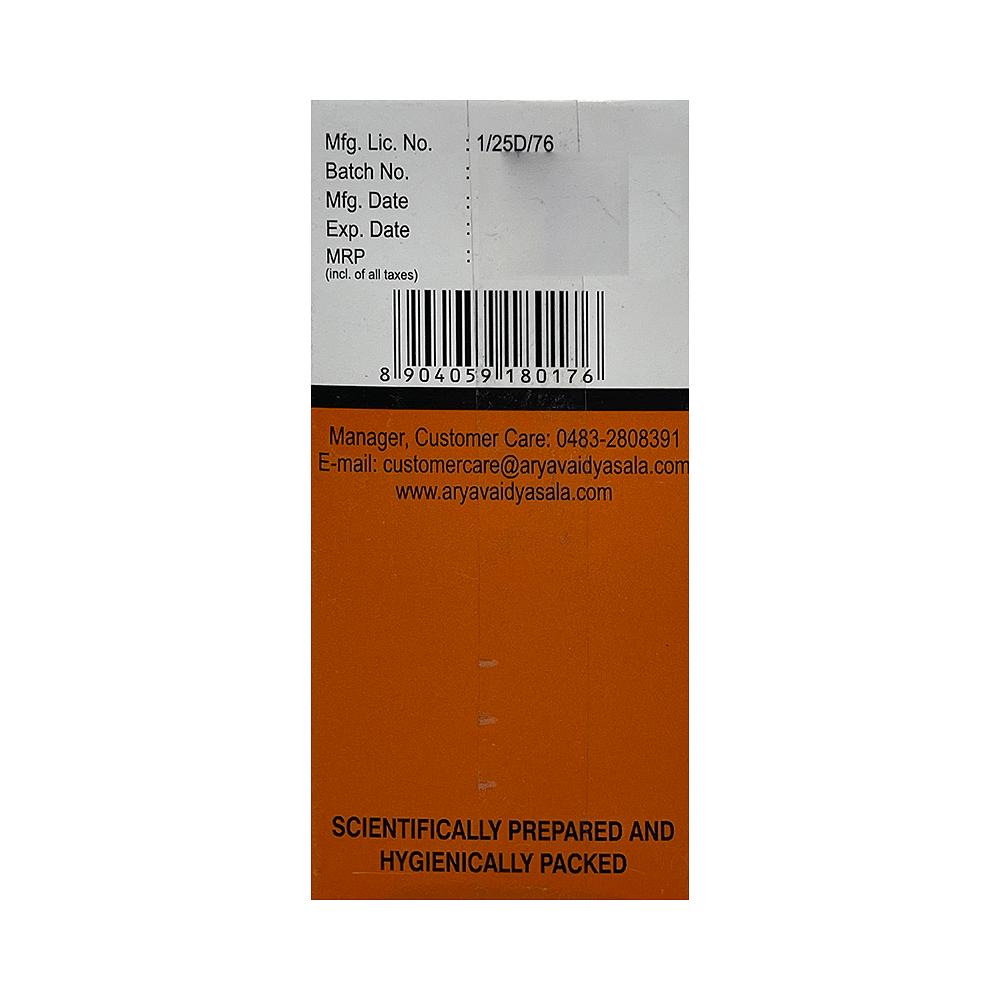 Mfg. Lic. No. : 1/25D/76
Batch No. :
Mfg. Date :
Exp. Date :
MRP :
(incl. of all taxes)
8 904059 180176
Manager, Customer Care: 0483-2808391
E-mail: customercare@aryavaidyasala.com
www.aryavaidyasala.com
SCIENTIFICALLY PREPARED AND
HYGIENICALLY PACKED